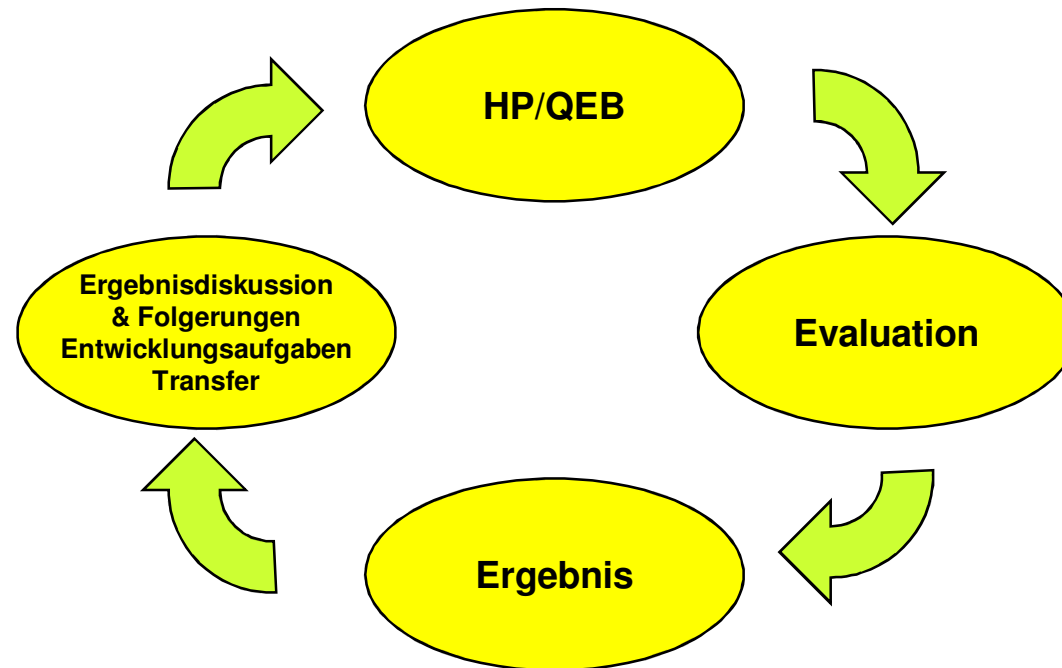 HP/QEB
Ergebnisdiskussion
& Folgerungen
Entwicklungsaufgaben
Transfer
Evaluation
Ergebnis